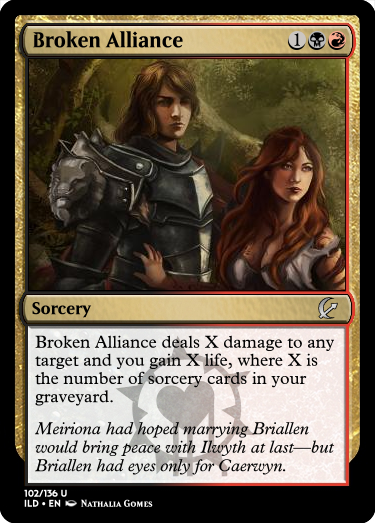 Broken Alliance 1
Sorcery
Broken Alliance deals X damage to any
target and you gain X life, where X is
the number of sorcery cards in your
graveyard.
Meiriona had hoped marrying Briallen
would bring peace with Ilwyth at last—but
Briallen had eyes only for Caerwyn.
102/136 U
ILD • EN Nathalia Gomes